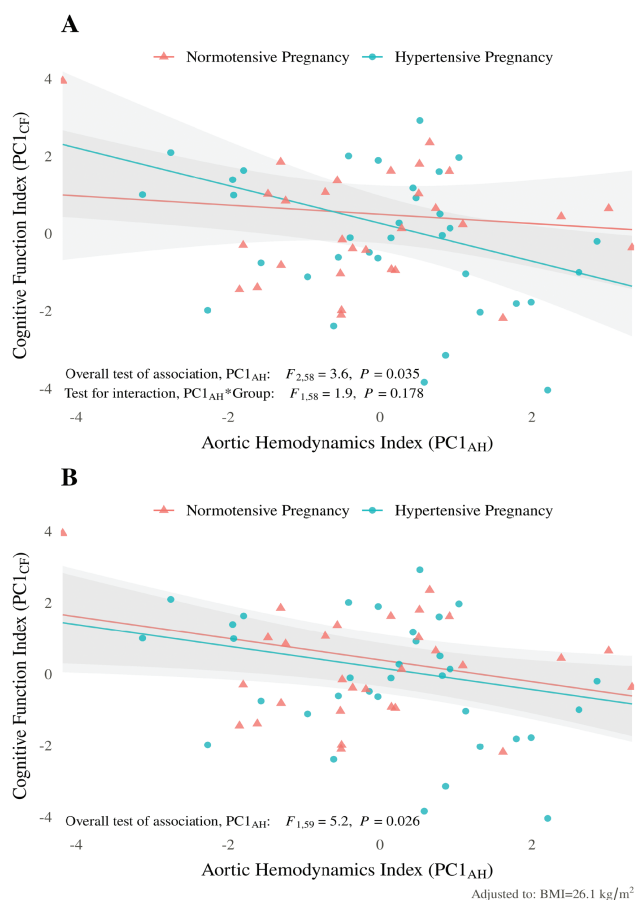 A
Normotensive Pregnancy Hypertensive Pregnancy
4
2
0
-2
-4
Cognitive Function Index (PC1CF)
Overall test of association, PC1AH: F2,58 = 3.6, P = 0.035
Test for interaction, PC1AH*Group: F1,58 = 1.9, P = 0.178
-4 -2 0 2
Aortic Hemodynamics Index (PC1AH)
B
Normotensive Pregnancy Hypertensive Pregnancy
4
2
0
-2
-4
Cognitive Function Index (PC1CF)
Overall test of association, PC1AH: F1,59 = 5.2, P = 0.026
-4 -2 0 2
Aortic Hemodynamics Index (PC1AH)
Adjusted to: BMI=26.1 kg/m²